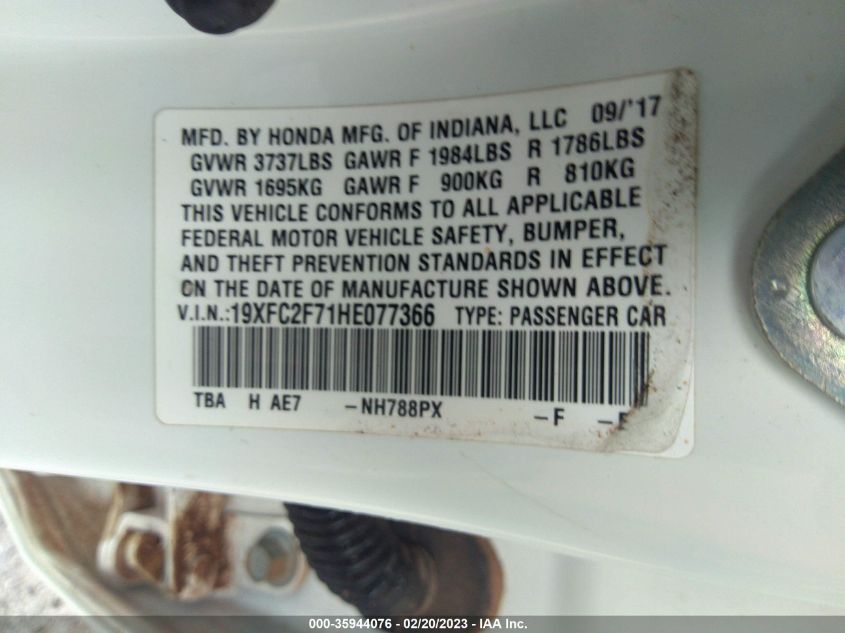 MFD. BY HONDA MFG. OF INDIANA, LLC 09/'17
GVWR 3737LBS GAWR F 1984LBS R 1786LBS
GVWR 1695KG GAWR F 900KG R 810KG
THIS VEHICLE CONFORMS TO ALL APPLICABLE
FEDERAL MOTOR VEHICLE SAFETY, BUMPER,
AND THEFT PREVENTION STANDARDS IN EFFECT
ON THE DATE OF MANUFACTURE SHOWN ABOVE.
V.I.N.:19XFC2F71HE077366 TYPE: PASSENGER CAR
TBA H AE7 -NH788PX -F
000-35944076 - 02/20/2023 - IAA Inc.